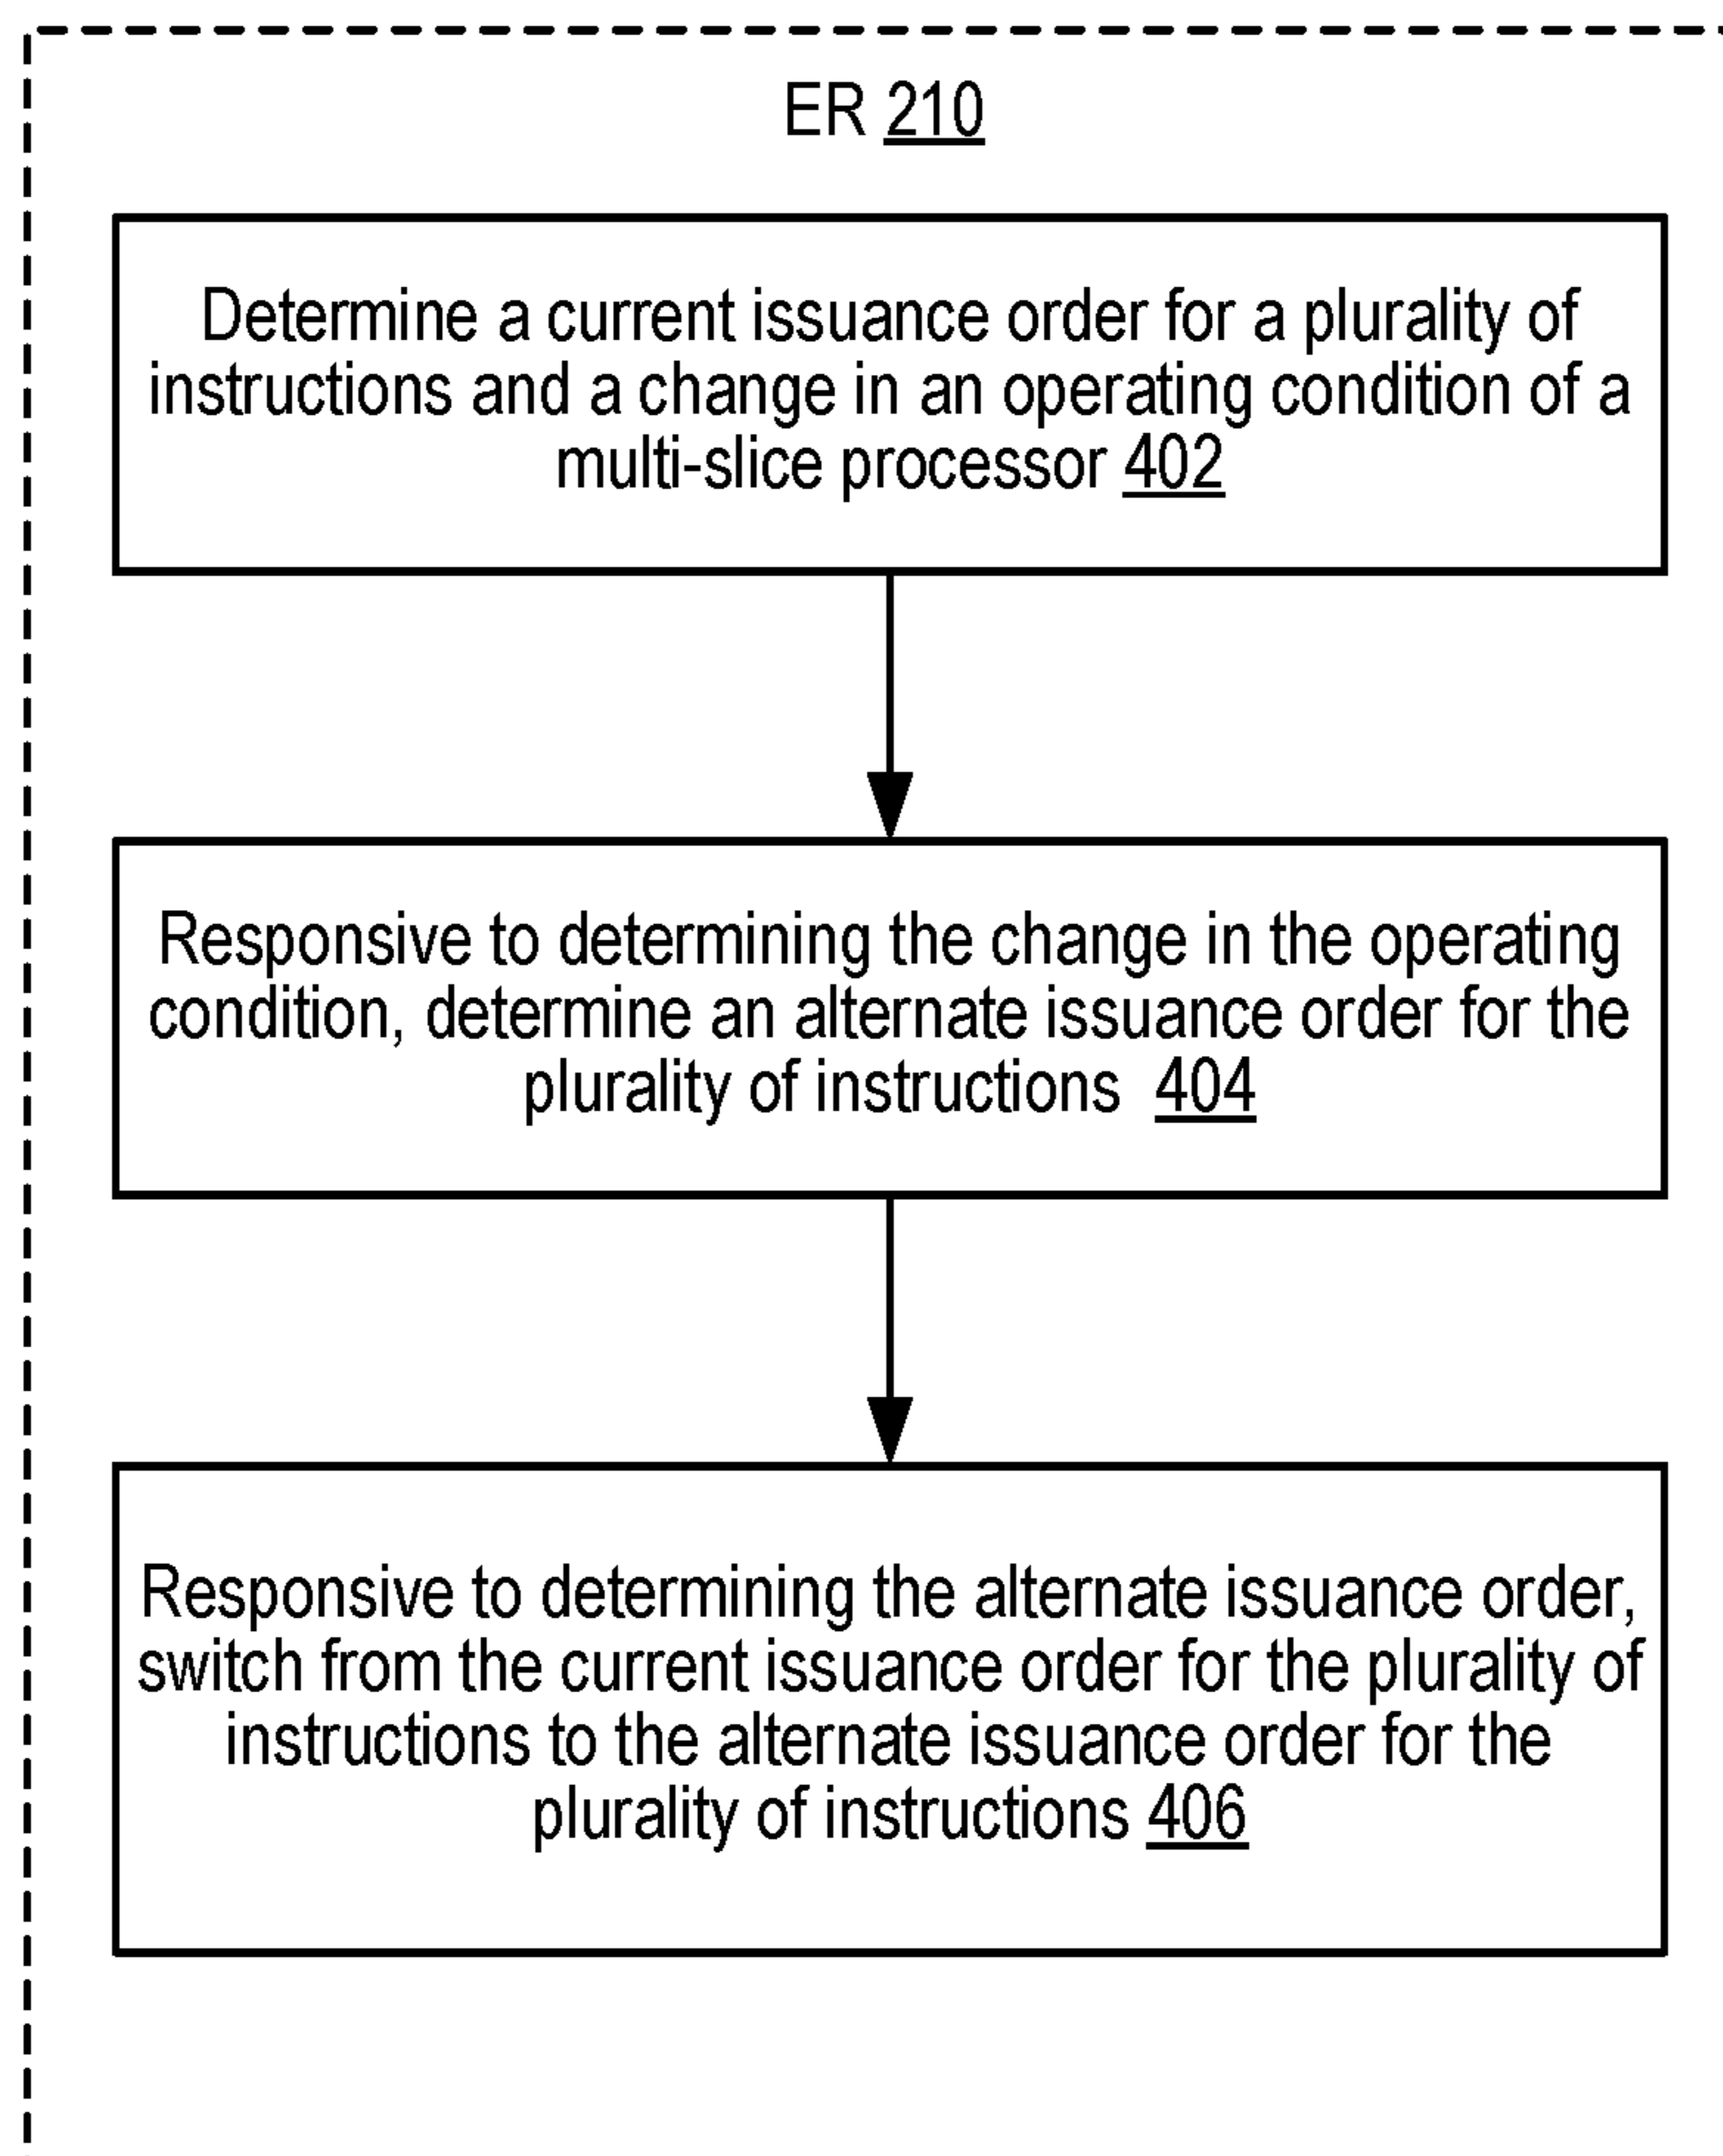 ER 210
Determine a current issuance order for a plurality of
instructions and a change in an operating condition of a
multi-slice processor 402
Responsive to determining the change in the operating
condition, determine an alternate issuance order for the
plurality of instructions 404
Responsive to determining the alternate issuance order,
switch from the current issuance order for the plurality of
instructions to the alternate issuance order for the
plurality of instructions 406